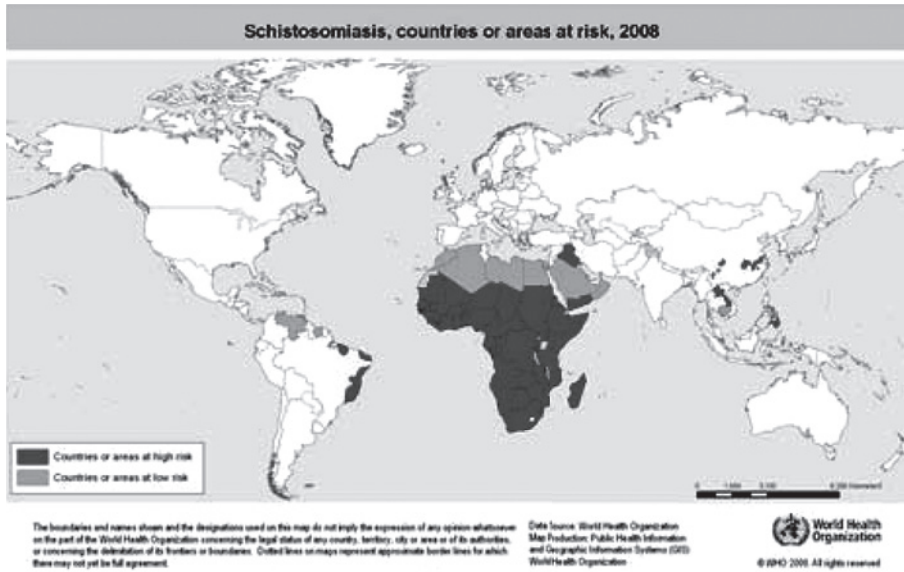 Schistosomiasis, countries or areas at risk, 2008
Countries or areas at high risk
Countries or areas at low risk
The boundaries and names shown and the designations used on this map do not imply the expression of any opinion whatsoever
on the part of the World Health Organization concerning the legal status of any country, territory, city or area or of its authorities,
or concerning the delimitation of its frontiers or boundaries. Dotted lines on maps represent approximate border lines for which
there may not yet be full agreement.
Data Source: World Health Organization
Map Production: Public Health Information
and Geographic Information Systems (GIS)
World Health Organization
World Health
Organization
© WHO 2008. All rights reserved